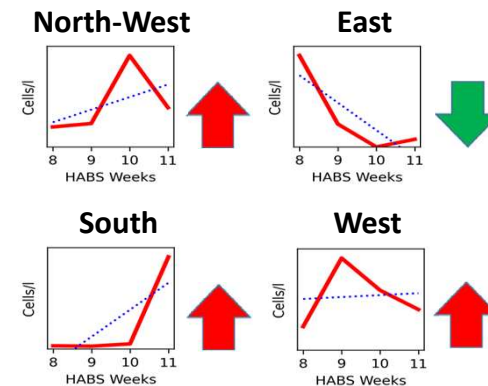 North-West
Cells/l
8 9 10 11
HABS Weeks
East
Cells/l
8 9 10 11
HABS Weeks
South
Cells/l
8 9 10 11
HABS Weeks
West
Cells/l
8 9 10 11
HABS Weeks